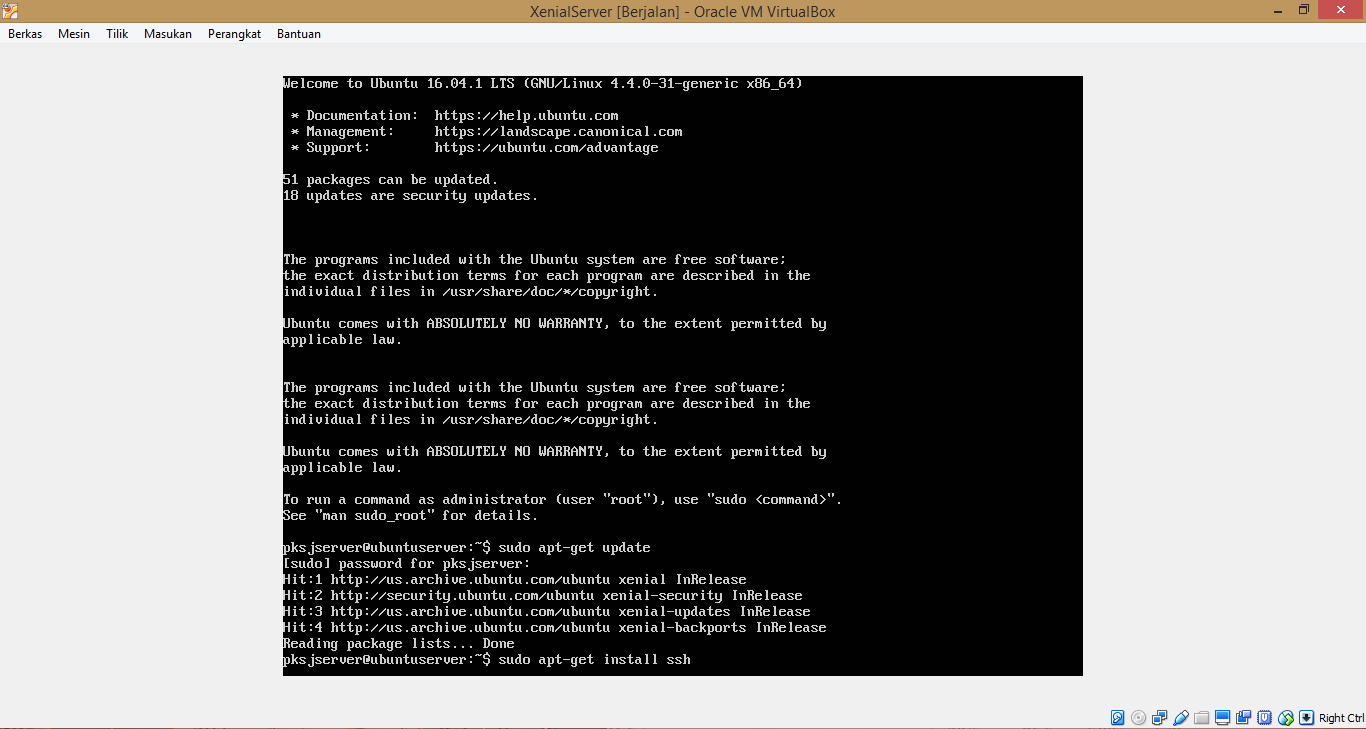 XenialServer [Berjalan] - Oracle VM VirtualBox
Berkas Mesin Tilik Masukan Perangkat Bantuan
Welcome to Ubuntu 16.04.1 LTS (GNU/Linux 4.4.0-31-generic x86_64)
* Documentation: https://help.ubuntu.com
* Management: https://landscape.canonical.com
* Support: https://ubuntu.com/advantage
51 packages can be updated.
18 updates are security updates.
The programs included with the Ubuntu system are free software;
the exact distribution terms for each program are described in the
individual files in /usr/share/doc/*/copyright.
Ubuntu comes with ABSOLUTELY NO WARRANTY, to the extent permitted by
applicable law.
The programs included with the Ubuntu system are free software;
the exact distribution terms for each program are described in the
individual files in /usr/share/doc/*/copyright.
Ubuntu comes with ABSOLUTELY NO WARRANTY, to the extent permitted by
applicable law.
To run a command as administrator (user "root"), use "sudo <command>".
See "man sudo_root" for details.
pksjserver@ubuntuserver:~$ sudo apt-get update
[sudo] password for pksjserver:
Hit:1 http://us.archive.ubuntu.com/ubuntu xenial InRelease
Hit:2 http://security.ubuntu.com/ubuntu xenial-security InRelease
Hit:3 http://us.archive.ubuntu.com/ubuntu xenial-updates InRelease
Hit:4 http://us.archive.ubuntu.com/ubuntu xenial-backports InRelease
Reading package lists... Done
pksjserver@ubuntuserver:~$ sudo apt-get install ssh
Right Ctrl